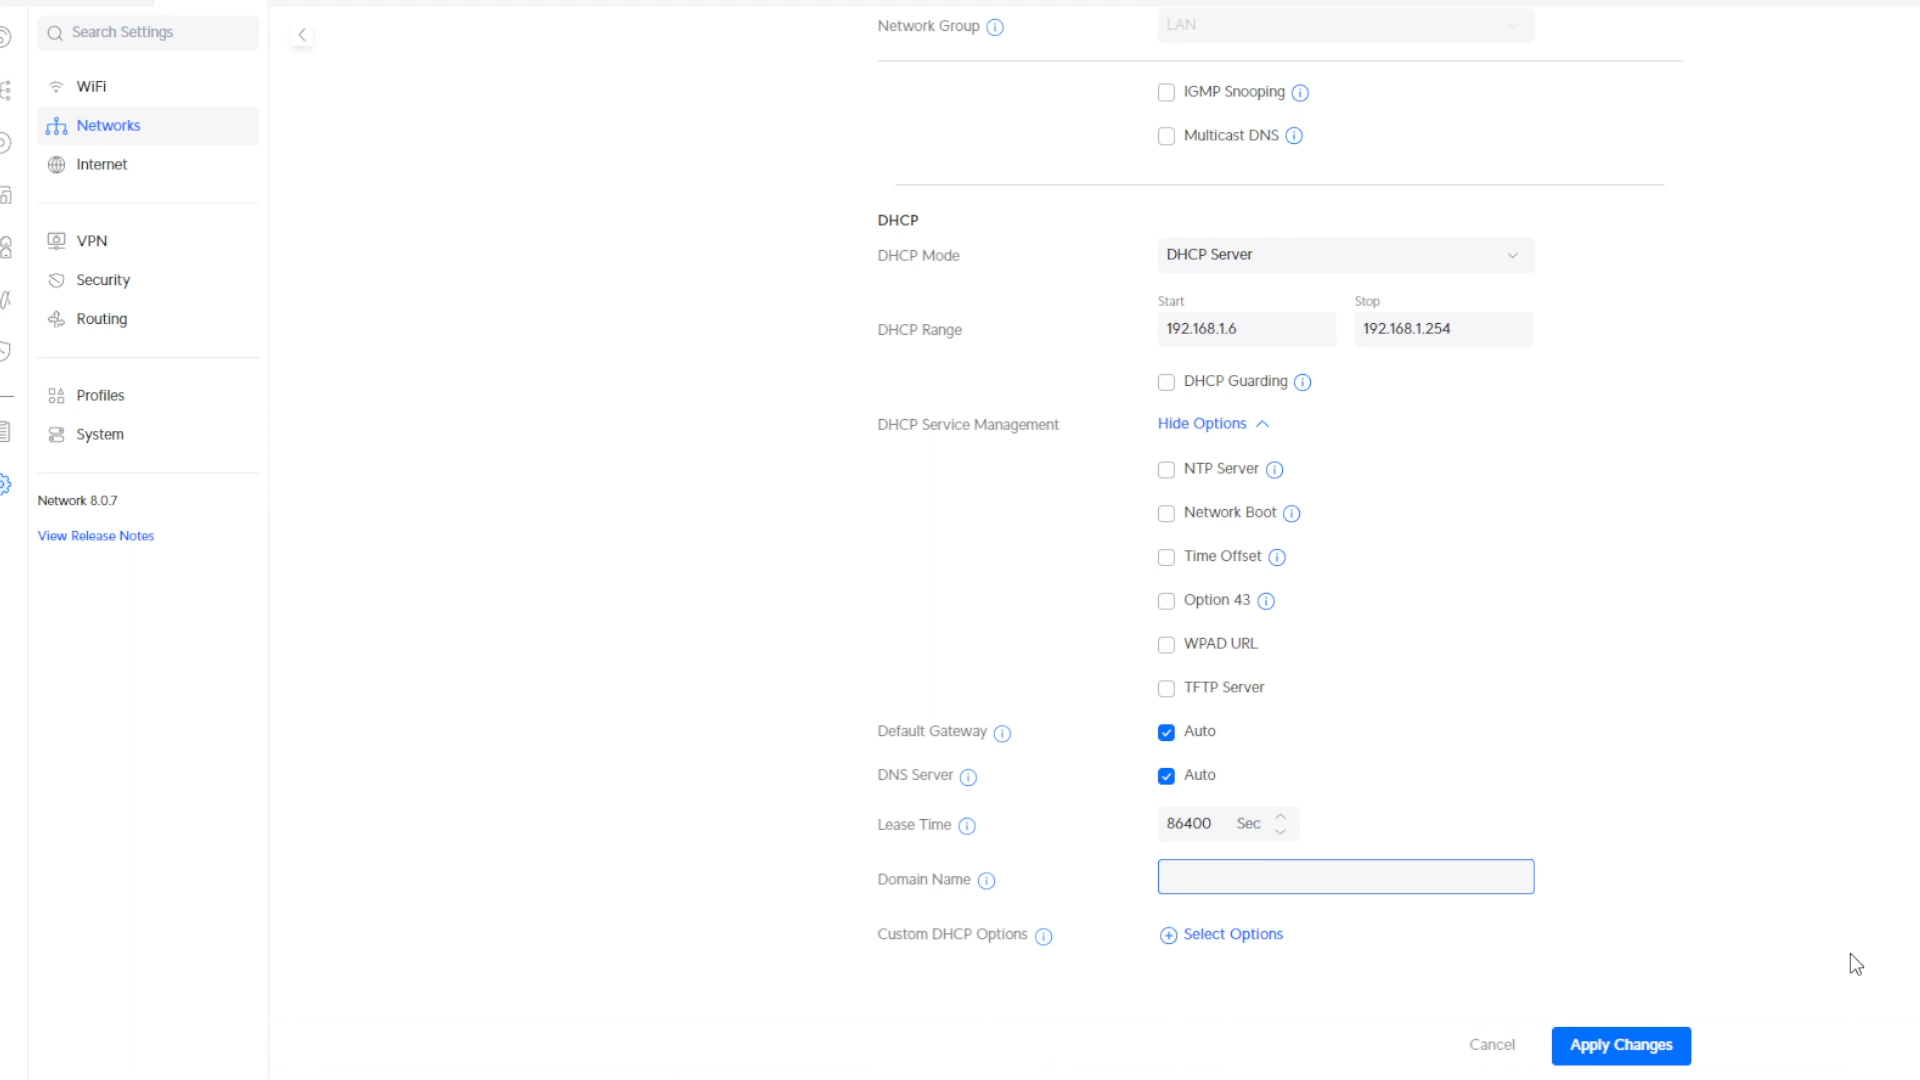 Search Settings
WiFi
Networks
Internet
VPN
Security
Routing
Profiles
System
Network 8.0.7
View Release Notes
Network Group
LAN
IGMP Snooping
Multicast DNS
DHCP
DHCP Mode
DHCP Server
Start
Stop
DHCP Range
192.168.1.6
192.168.1.254
DHCP Guarding
DHCP Service Management
Hide Options
NTP Server
Network Boot
Time Offset
Option 43
WPAD URL
TFTP Server
Default Gateway
Auto
DNS Server
Auto
Lease Time
86400 Sec
Domain Name
Custom DHCP Options
Select Options
Cancel
Apply Changes